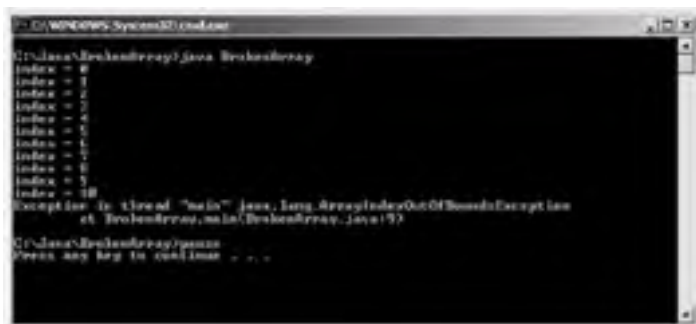 C:\WINDOWS\System32\cmd.exe
C:\Java\BrokenArray>java BrokenArray
index = 0
index = 1
index = 2
index = 3
index = 4
index = 5
index = 6
index = 7
index = 8
index = 9
index = 10
Exception in thread "main" java.lang.ArrayIndexOutOfBoundsException
at BrokenArray.main(BrokenArray.java:9)
C:\Java\BrokenArray>pause
Press any key to continue . . .